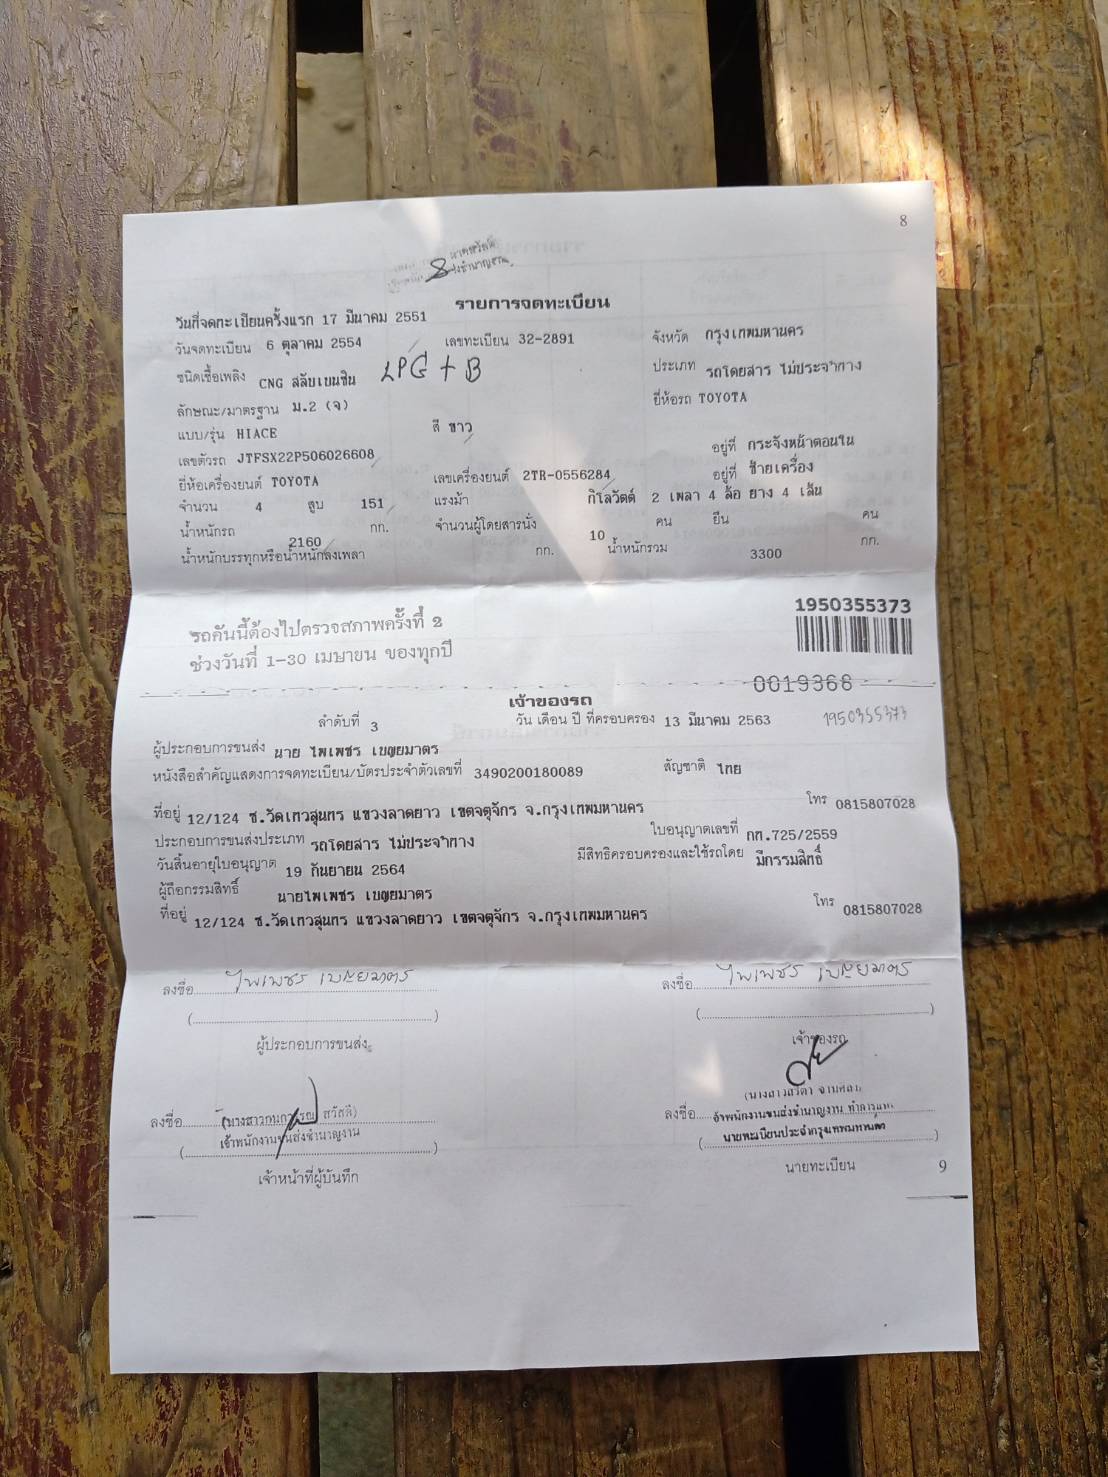 8
รายการจดทะเบียน
วันที่จดทะเบียนครั้งแรก 17 มีนาคม 2551
วันจดทะเบียน 6 ตุลาคม 2554 เลขทะเบียน 32-2891 จังหวัด กรุงเทพมหานคร
ชนิดเชื้อเพลิง CNG สลับเบนซิน LPG + B ประเภท รถโดยสาร ไม่ประจำทาง
ลักษณะ/มาตรฐาน ม.2 (จ) ยี่ห้อรถ TOYOTA
แบบ/รุ่น HIACE สี ขาว
เลขตัวรถ JTFSX22P506026608 อยู่ที่ กระจังหน้าตอนใน
ยี่ห้อเครื่องยนต์ TOYOTA เลขเครื่องยนต์ 2TR-0556284 อยู่ที่ ซ้ายเครื่อง
จำนวน 4 สูบ 151 แรงม้า กิโลวัตต์ 2 เพลา 4 ล้อ ยาง 4 เส้น
น้ำหนักรถ 2160 กก. จำนวนผู้โดยสารนั่ง 10 คน ยืน คน
น้ำหนักบรรทุกหรือน้ำหนักลงเพลา กก. น้ำหนักรวม 3300 กก.
รถคันนี้ต้องไปตรวจสภาพครั้งที่ 2
ช่วงวันที่ 1-30 เมษายน ของทุกปี
1950355373
0019368
เจ้าของรถ
ลำดับที่ 3 วัน เดือน ปี ที่ครอบครอง 13 มีนาคม 2563 1950355373
ผู้ประกอบการขนส่ง นาย ไพเพชร เบญยมาตร
หนังสือสำคัญแสดงการจดทะเบียน/บัตรประจำตัวเลขที่ 3490200180089 สัญชาติ ไทย
ที่อยู่ 12/124 ซ.วัดเทวสุนทร แขวงลาดยาว เขตจตุจักร จ.กรุงเทพมหานคร โทร 0815807028
ประกอบการขนส่งประเภท รถโดยสาร ไม่ประจำทาง ใบอนุญาตเลขที่ กท.725/2559
วันสิ้นอายุใบอนุญาต 19 กันยายน 2564 มีสิทธิครอบครองและใช้รถโดย มีกรรมสิทธิ์
ผู้ถือกรรมสิทธิ์ นายไพเพชร เบญยมาตร
ที่อยู่ 12/124 ซ.วัดเทวสุนทร แขวงลาดยาว เขตจตุจักร จ.กรุงเทพมหานคร โทร 0815807028
ลงชื่อ ไพเพชร เบญยมาตร ลงชื่อ ไพเพชร เบญยมาตร
ผู้ประกอบการขนส่ง เจ้าของรถ
ลงชื่อ สวัสดี) ลงชื่อ
เจ้าพนักงานขนส่งชำนาญงาน
นายทะเบียนประจำกรุงเทพมหานคร
เจ้าหน้าที่ผู้บันทึก นายทะเบียน 9